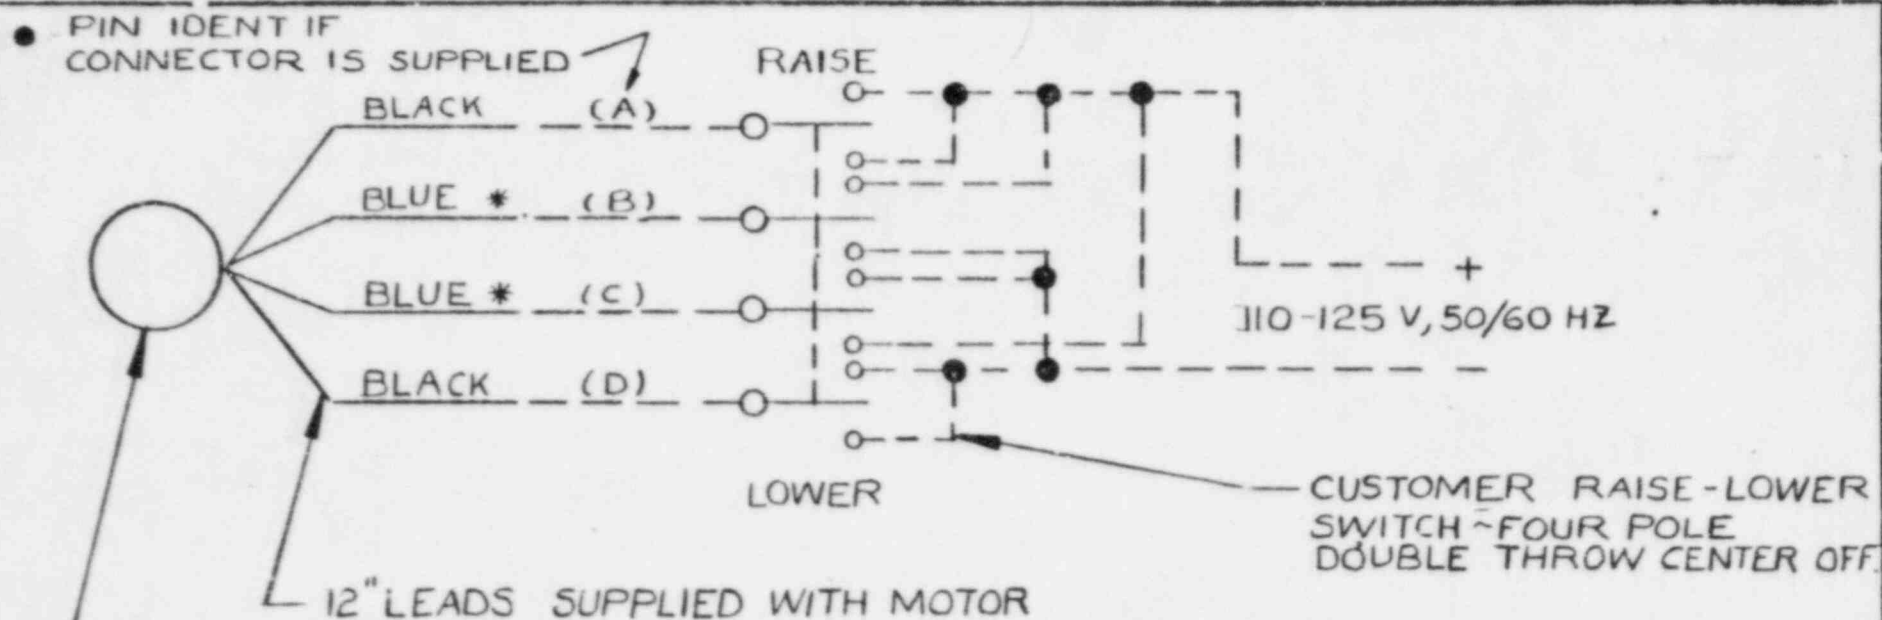 ● PIN IDENT IF
CONNECTOR IS SUPPLIED
RAISE
BLACK (A)
BLUE * (B)
BLUE * (C)
BLACK (D)
+
110-125 V, 50/60 HZ
-
LOWER
CUSTOMER RAISE-LOWER
SWITCH ~ FOUR POLE
DOUBLE THROW CENTER OFF.
12" LEADS SUPPLIED WITH MOTOR